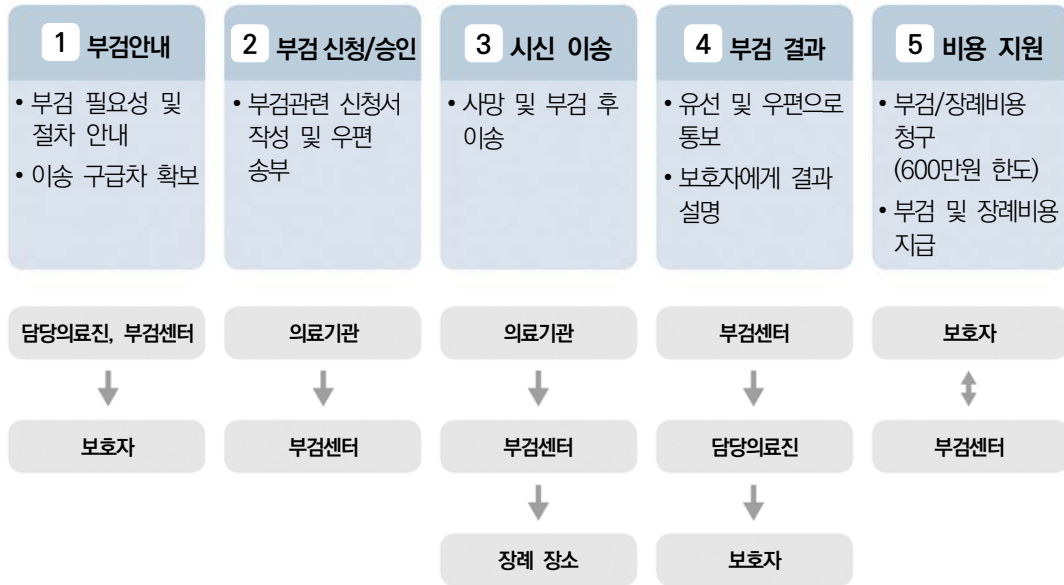 1 부검안내
• 부검 필요성 및
절차 안내
• 이송 구급차 확보
담당의료진, 부검센터
보호자
2 부검 신청/승인
• 부검관련 신청서
작성 및 우편
송부
의료기관
부검센터
3 시신 이송
• 사망 및 부검 후
이송
의료기관
부검센터
장례 장소
4 부검 결과
• 유선 및 우편으로
통보
• 보호자에게 결과
설명
부검센터
담당의료진
보호자
5 비용 지원
• 부검/장례비용
청구
(600만원 한도)
• 부검 및 장례비용
지급
보호자
부검센터